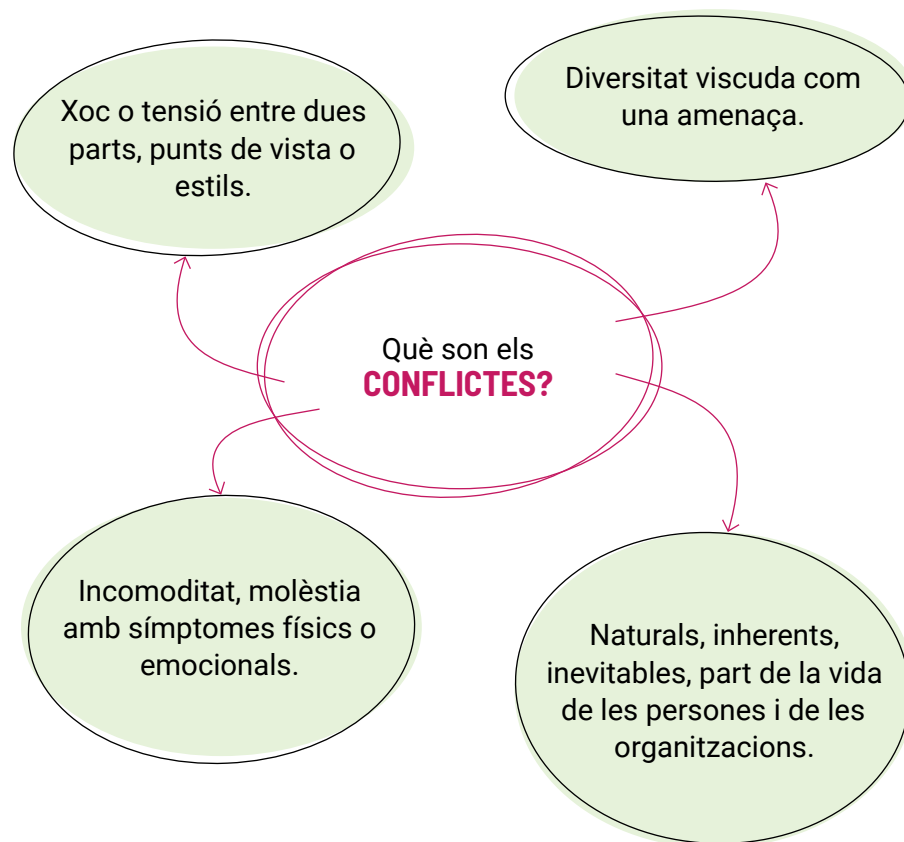 Xoc o tensió entre dues
parts, punts de vista o
estils.
Diversitat viscuda com
una amenaça.
Què son els
CONFLICTES?
Incomoditat, molèstia
amb símptomes físics o
emocionals.
Naturals, inherents,
inevitables, part de la vida
de les persones i de les
organitzacions.